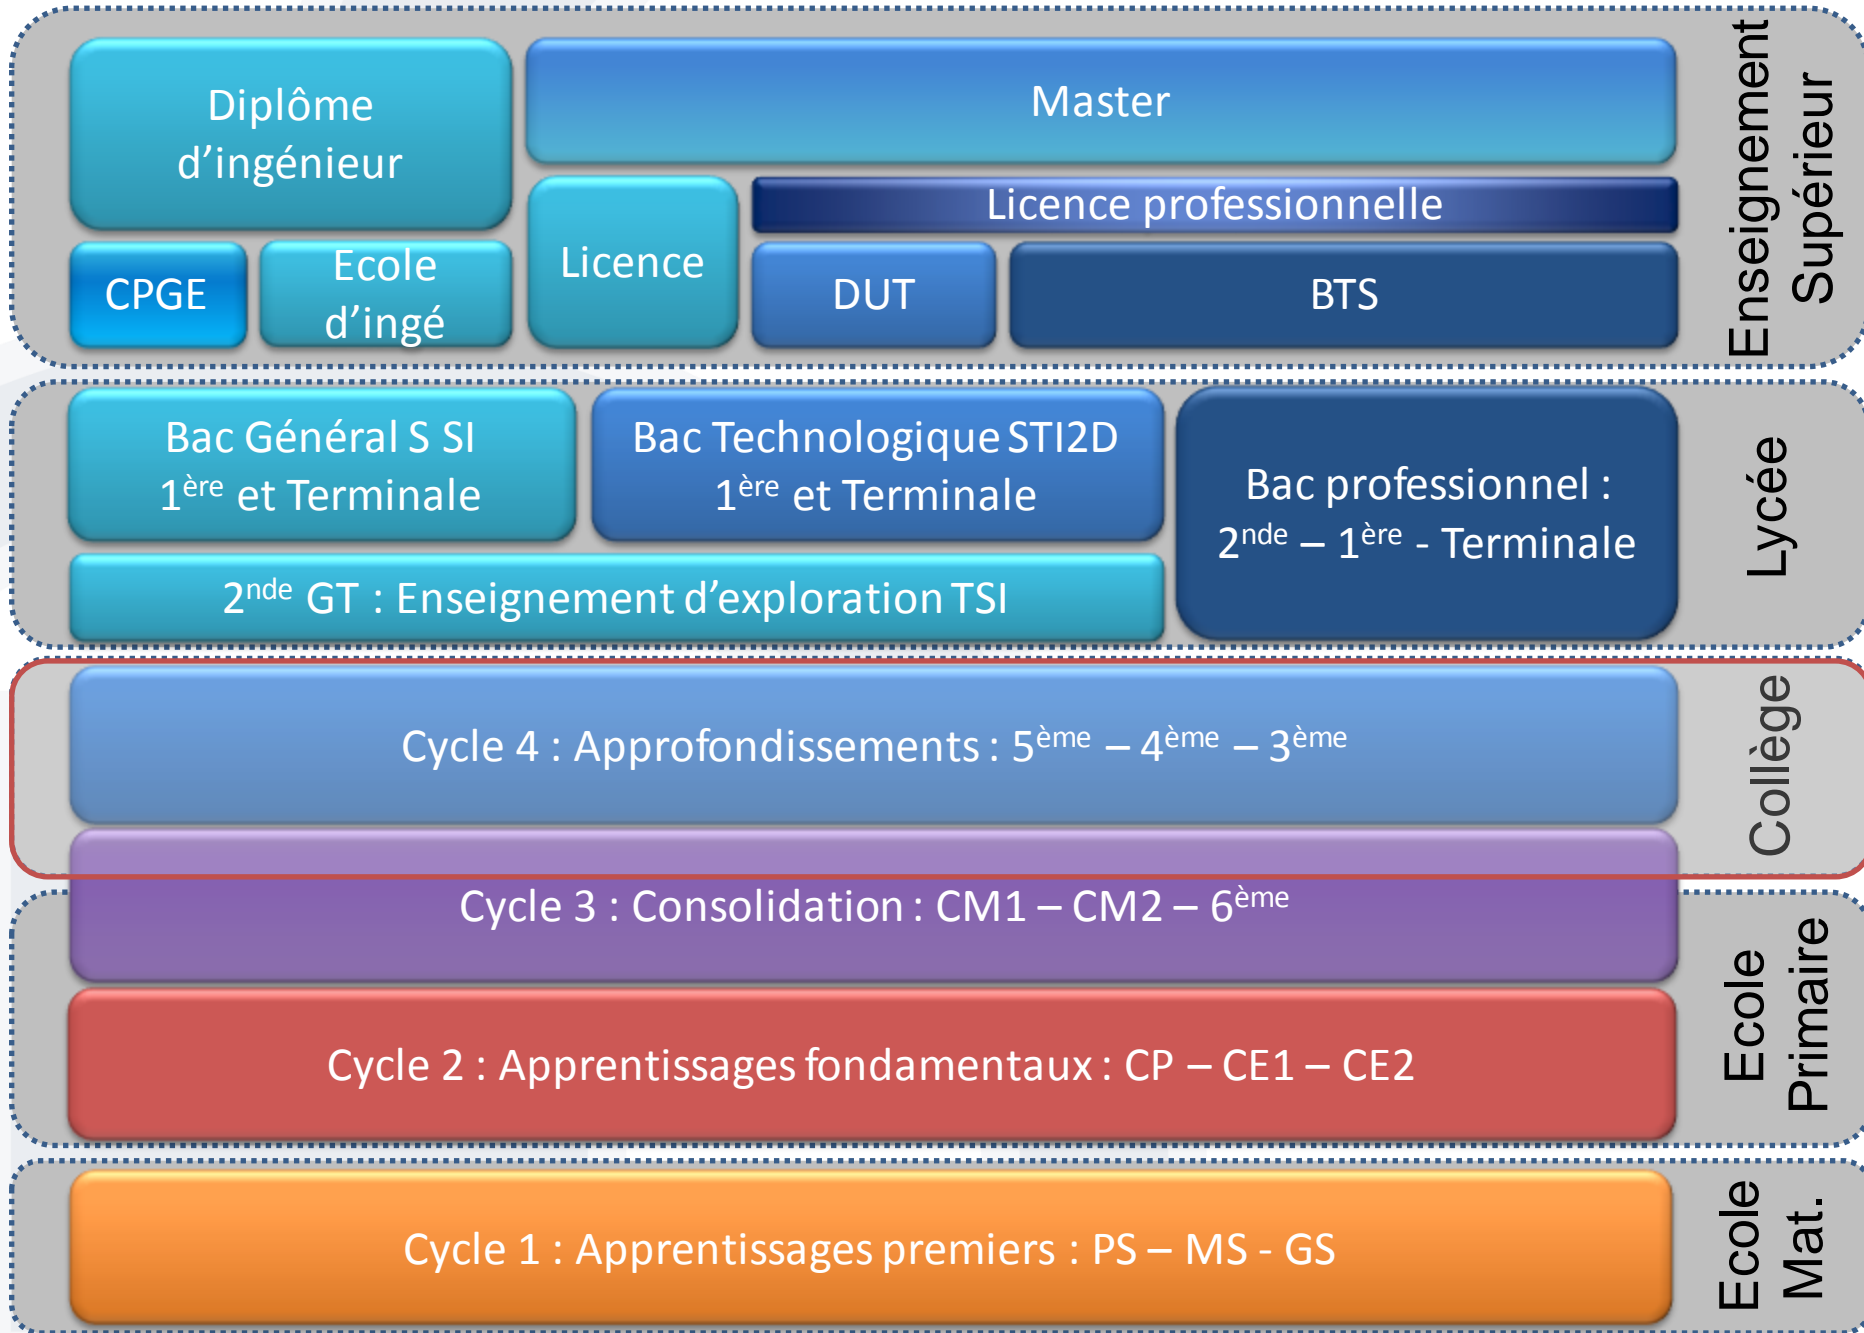 Diplôme
d’ingénieur
Master
Licence professionnelle
Licence
CPGE
Ecole
d’ingé
DUT
BTS
Enseignement
Supérieur
Bac Général S SI
1ère et Terminale
Bac Technologique STI2D
1ère et Terminale
Bac professionnel :
2nde – 1ère - Terminale
2nde GT : Enseignement d’exploration TSI
Lycée
Cycle 4 : Approfondissements : 5ème – 4ème – 3ème
Collège
Cycle 3 : Consolidation : CM1 – CM2 – 6ème
Cycle 2 : Apprentissages fondamentaux : CP – CE1 – CE2
Ecole
Primaire
Cycle 1 : Apprentissages premiers : PS – MS - GS
Ecole
Mat.